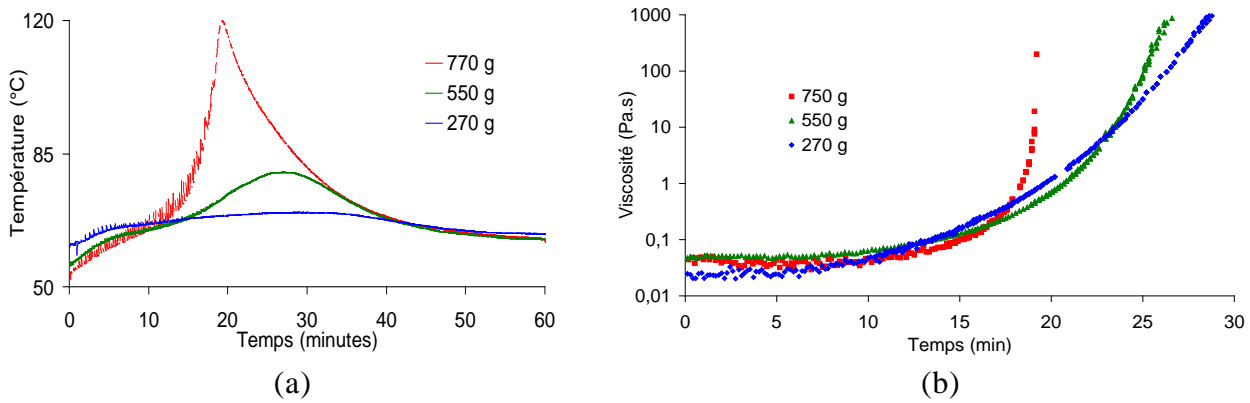 120
85
50
Température (°C)
770 g
550 g
270 g
0
10
20
30
40
50
60
Temps (minutes)
(a)
1000
100
10
1
0,1
0,01
Viscosité (Pa.s)
750 g
550 g
270 g
0
5
10
15
20
25
30
Temps (min)
(b)